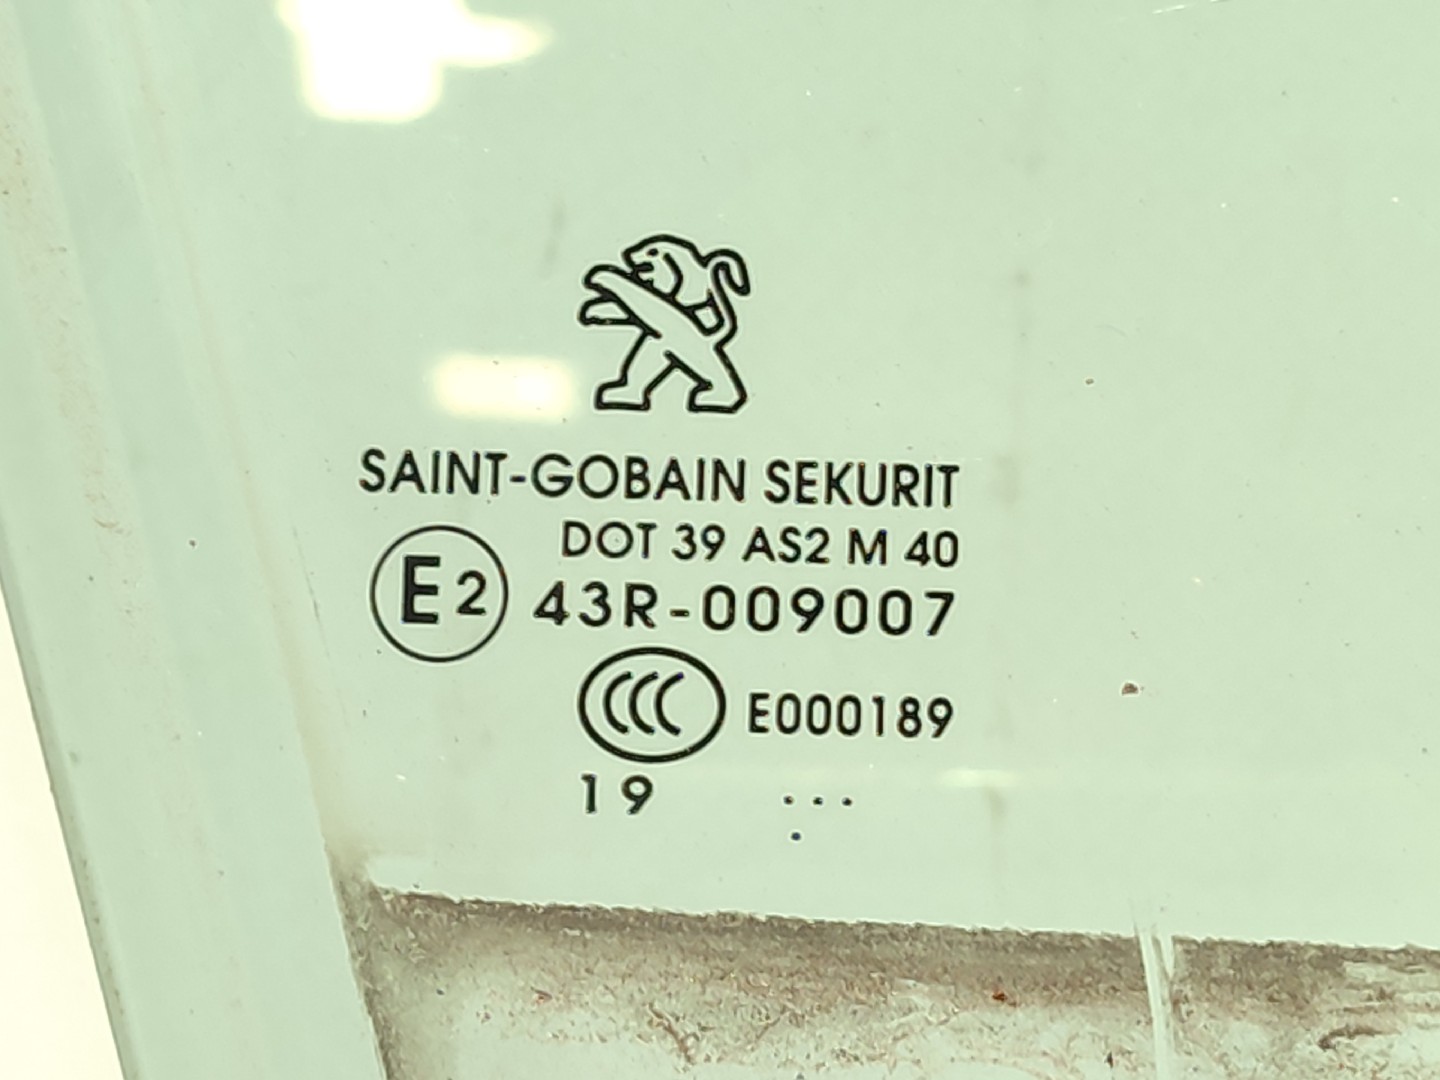 SAINT-GOBAIN SEKURIT
DOT 39 AS2 M 40
E2 43R-009007
CCC E000189
19